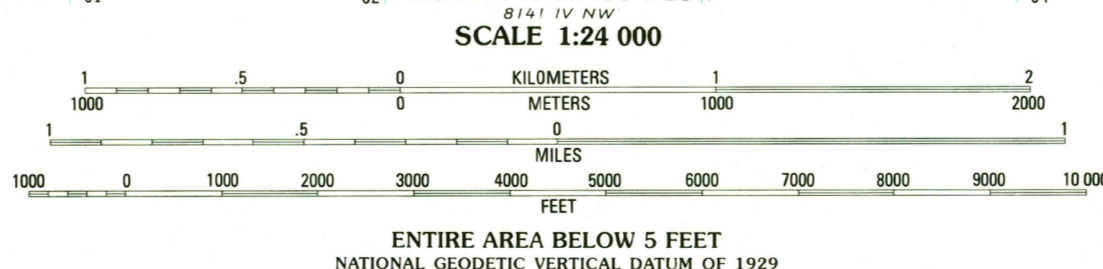 8141 IV NW
SCALE 1:24 000
1 .5 0 KILOMETERS 1 2
1000 0 METERS 1000 2000
1 .5 0 1
MILES
1000 0 1000 2000 3000 4000 5000 6000 7000 8000 9000 10 000
FEET
ENTIRE AREA BELOW 5 FEET
NATIONAL GEODETIC VERTICAL DATUM OF 1929